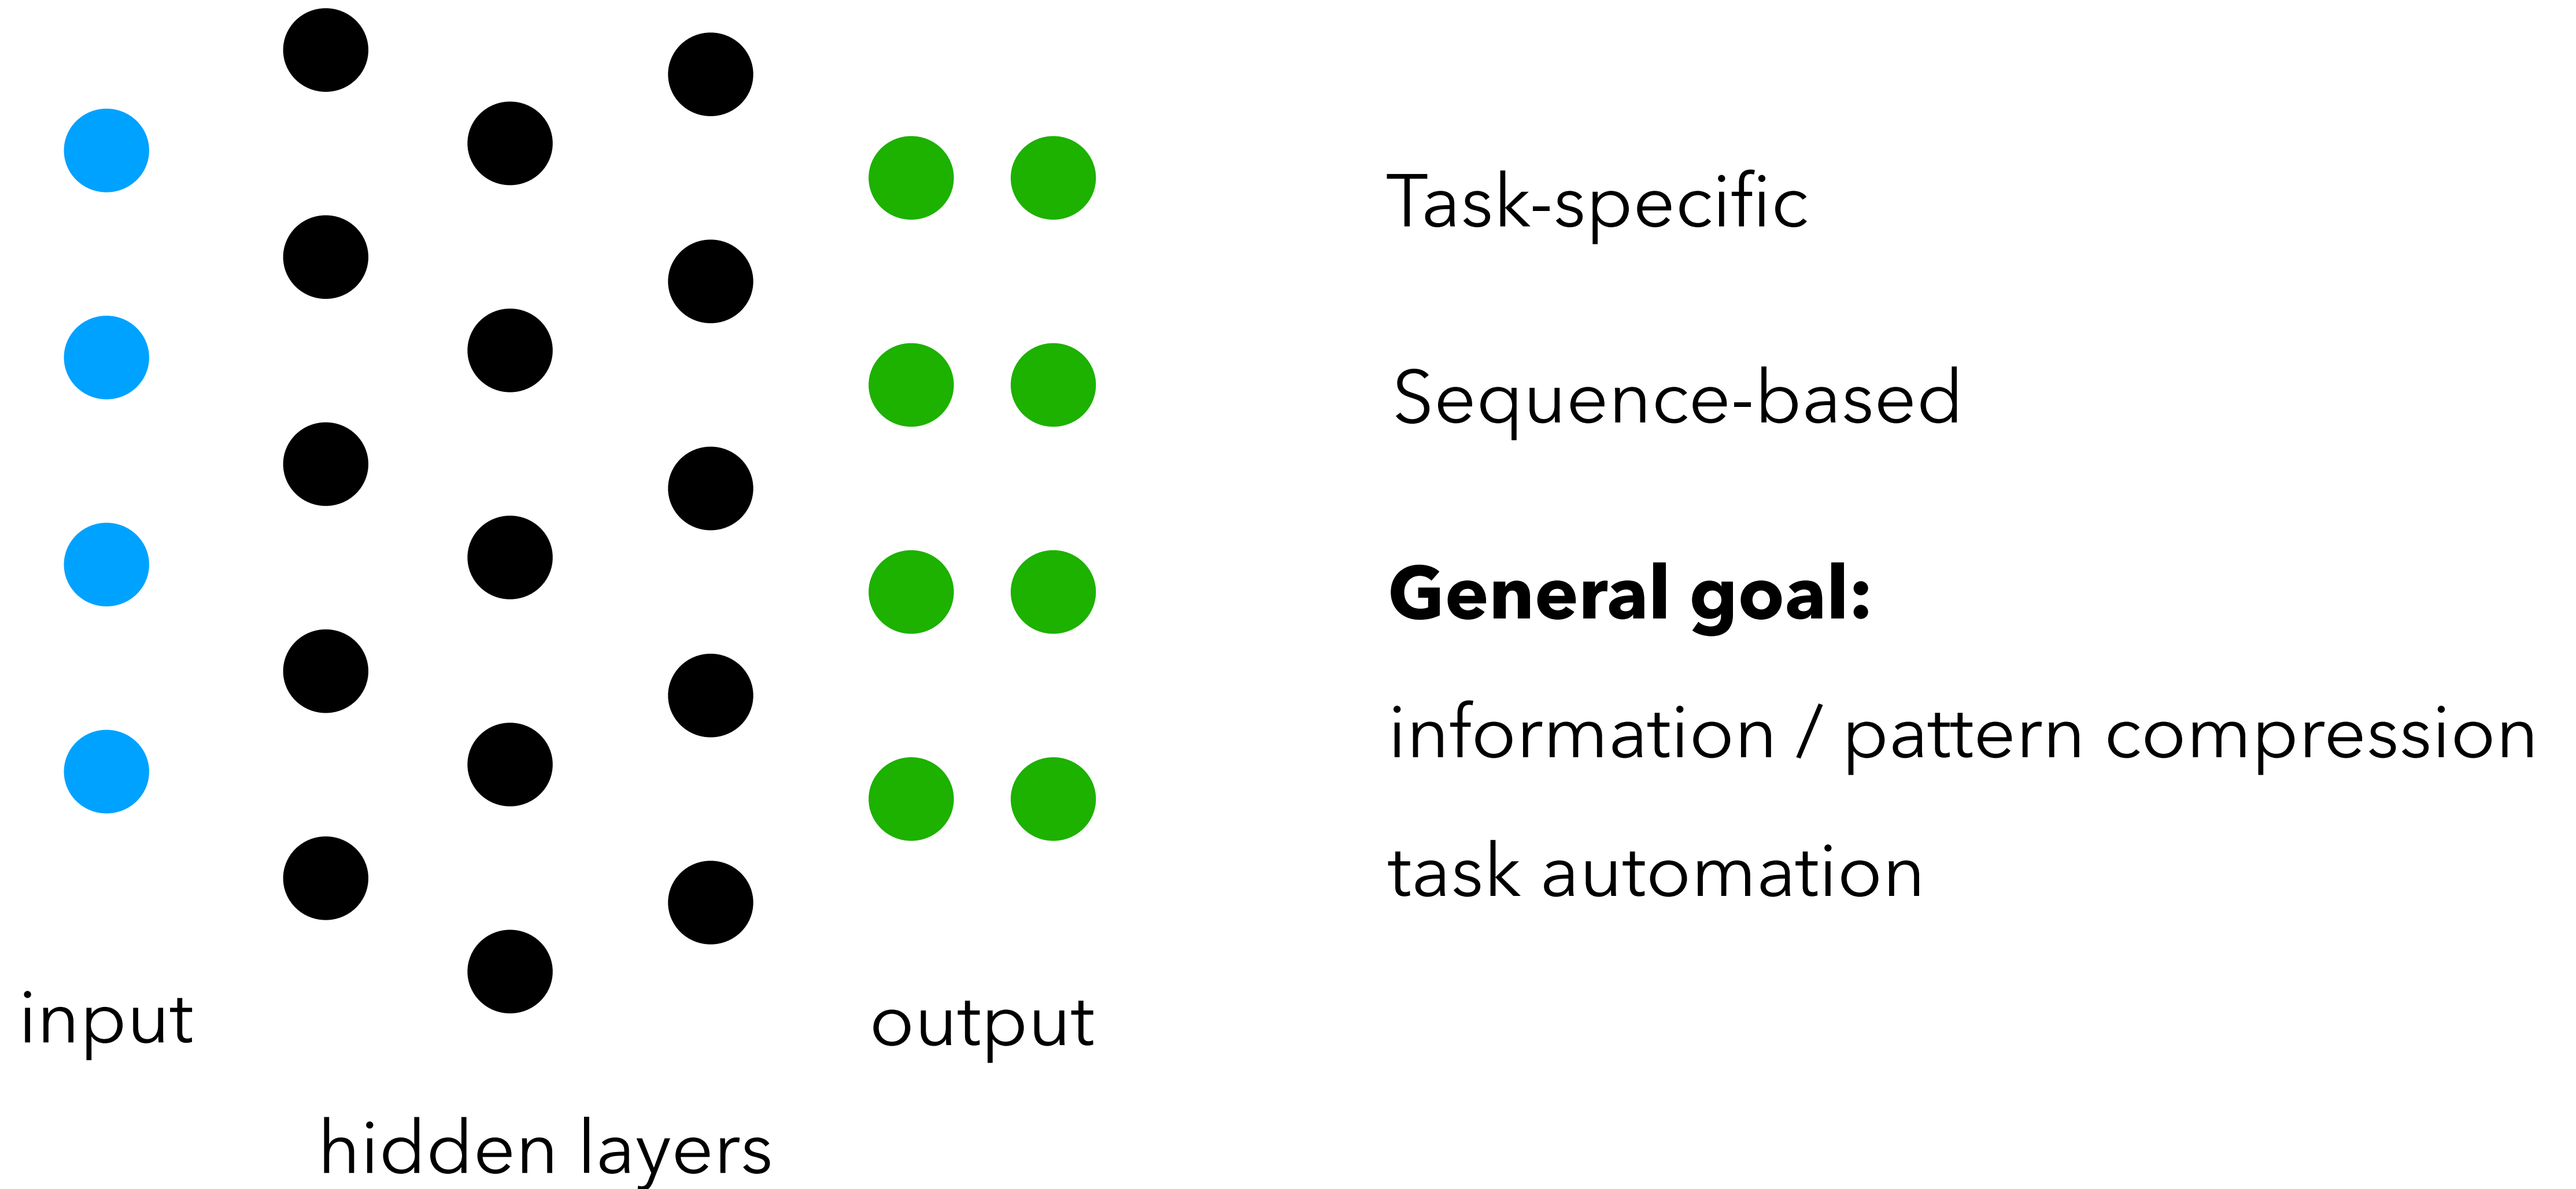 input
hidden layers
output
Task-specific
Sequence-based
General goal:
information / pattern compression
task automation